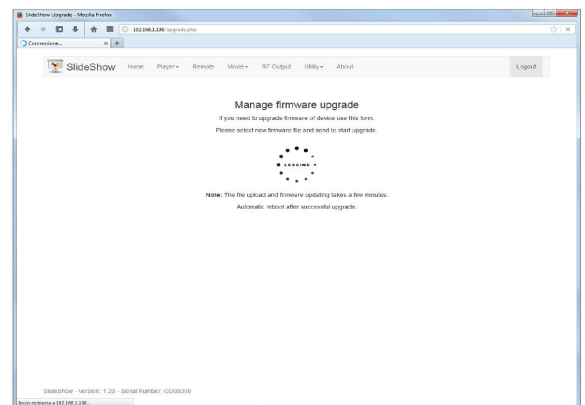 SlideShow Upgrade - Mozilla Firefox
192.168.1.198/upgrade.php
Connessione...
SlideShow Home Player Remote Movie RF Output Utility About Logout
Manage firmware upgrade
If you need to upgrade firmware of device use this form.
Please select new firmware file and send to start upgrade.
LOADING
Note: The file upload and firmware updating takes a few minutes.
Automatic reboot after successful upgrade.
SlideShow - Version: 1.20 - Serial Number: GD98000
Invio richiesta a 192.168.1.198...